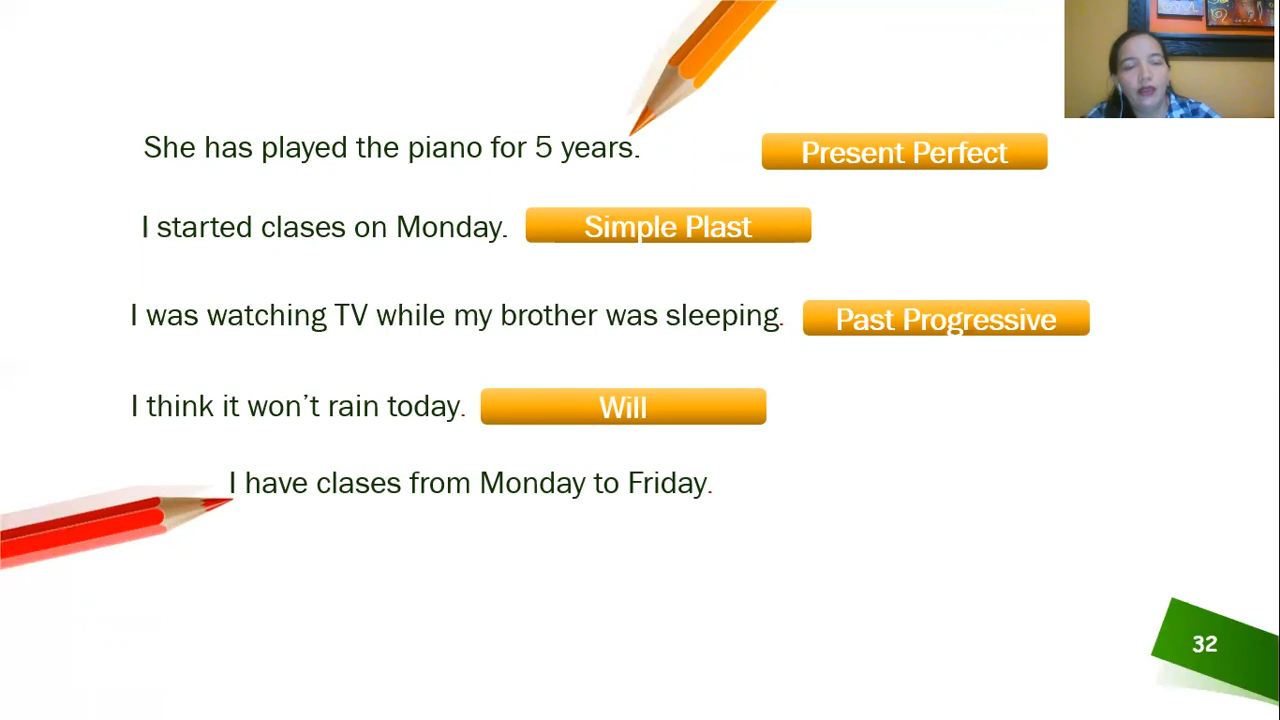 She has played the piano for 5 years.
Present Perfect
I started clases on Monday.
Simple Plast
I was watching TV while my brother was sleeping.
Past Progressive
I think it won't rain today.
Will
I have clases from Monday to Friday.
32